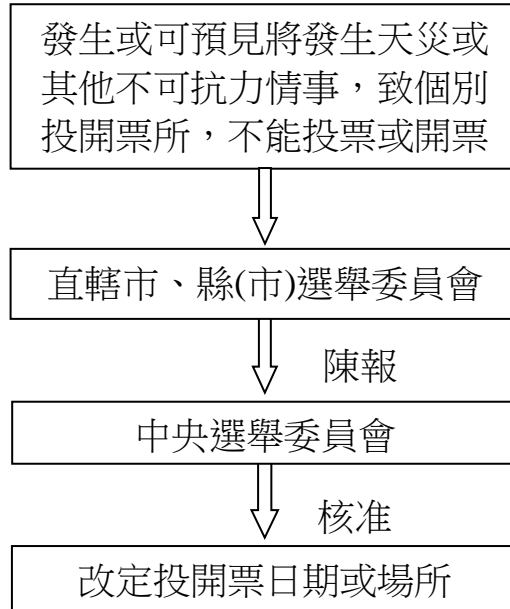 發生或可預見將發生天災或
其他不可抗力情事，致個別
投開票所，不能投票或開票
直轄市、縣(市)選舉委員會
陳報
中央選舉委員會
核准
改定投開票日期或場所